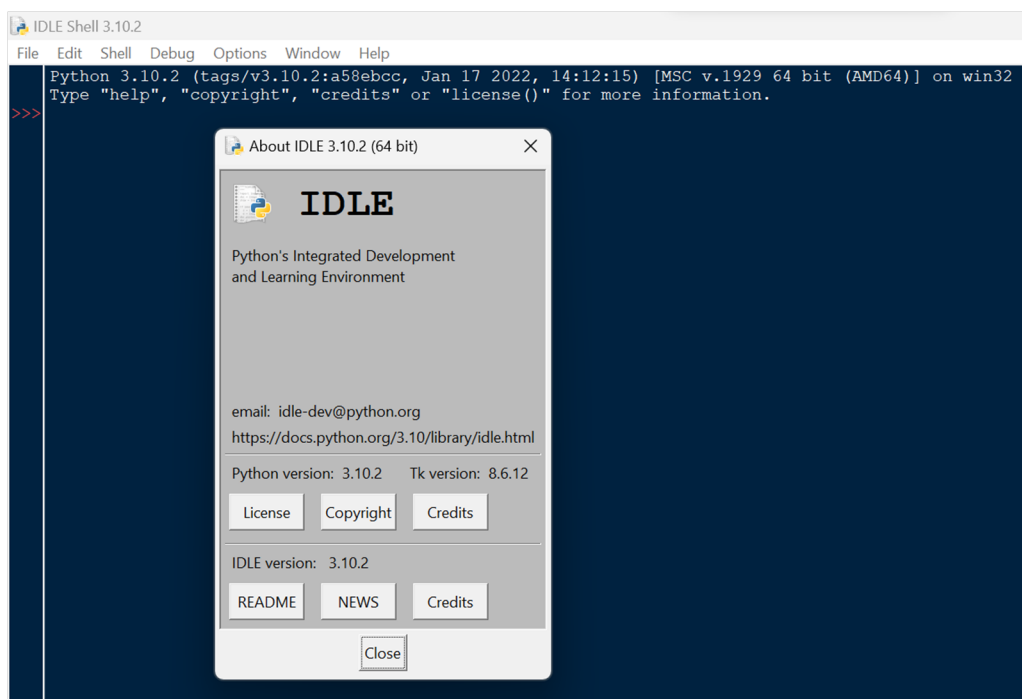 IDLE Shell 3.10.2
File Edit Shell Debug Options Window Help
Python 3.10.2 (tags/v3.10.2:a58ebcc, Jan 17 2022, 14:12:15) [MSC v.1929 64 bit (AMD64)] on win32
Type "help", "copyright", "credits" or "license()" for more information.
>>>
About IDLE 3.10.2 (64 bit)
IDLE
Python's Integrated Development
and Learning Environment
email: idle-dev@python.org
https://docs.python.org/3.10/library/idle.html
Python version: 3.10.2 Tk version: 8.6.12
License Copyright Credits
IDLE version: 3.10.2
README NEWS Credits
Close